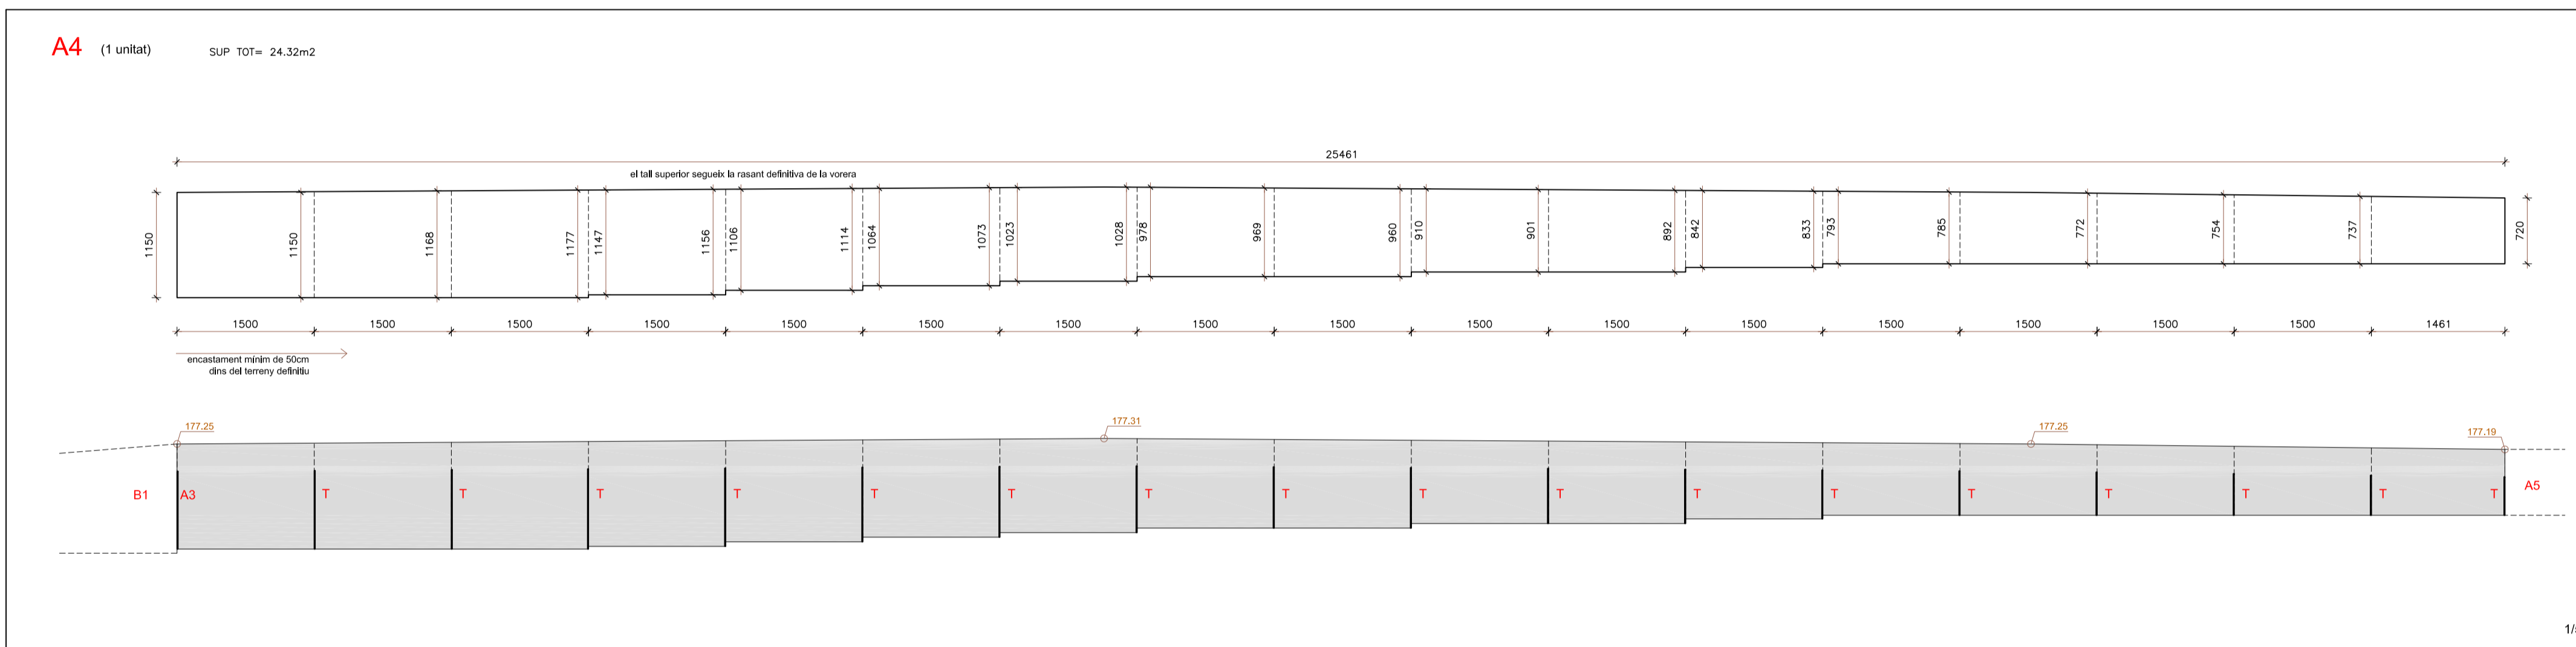 A4 (1 unitat) SUP TOT= 24.32m2
25461
el tall superior segueix la rasant definitiva de la vorera
1150 1150 1168 1177 1147 1156 1106 1114 1064 1073 1023 1028 978 969 960 910 901 892 842 833 793 785 772 754 737 720
1500 1500 1500 1500 1500 1500 1500 1500 1500 1500 1500 1500 1500 1500 1500 1500 1461
encastament mínim de 50cm
dins del terreny definitiu
177.25 177.31 177.25 177.19
B1 A3 T T T T T T T T T T T T T T T T T A5